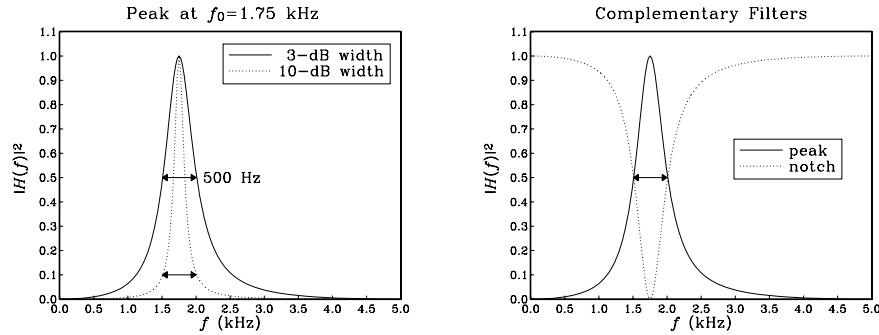 Peak at f0=1.75 kHz
1.1
1.0
0.9
0.8
0.7
0.6
0.5
0.4
0.3
0.2
0.1
0.0
|H(f)|²
3-dB width
10-dB width
500 Hz
0.0 0.5 1.0 1.5 2.0 2.5 3.0 3.5 4.0 4.5 5.0
f (kHz)
Complementary Filters
1.1
1.0
0.9
0.8
0.7
0.6
0.5
0.4
0.3
0.2
0.1
0.0
|H(f)|²
peak
notch
0.0 0.5 1.0 1.5 2.0 2.5 3.0 3.5 4.0 4.5 5.0
f (kHz)